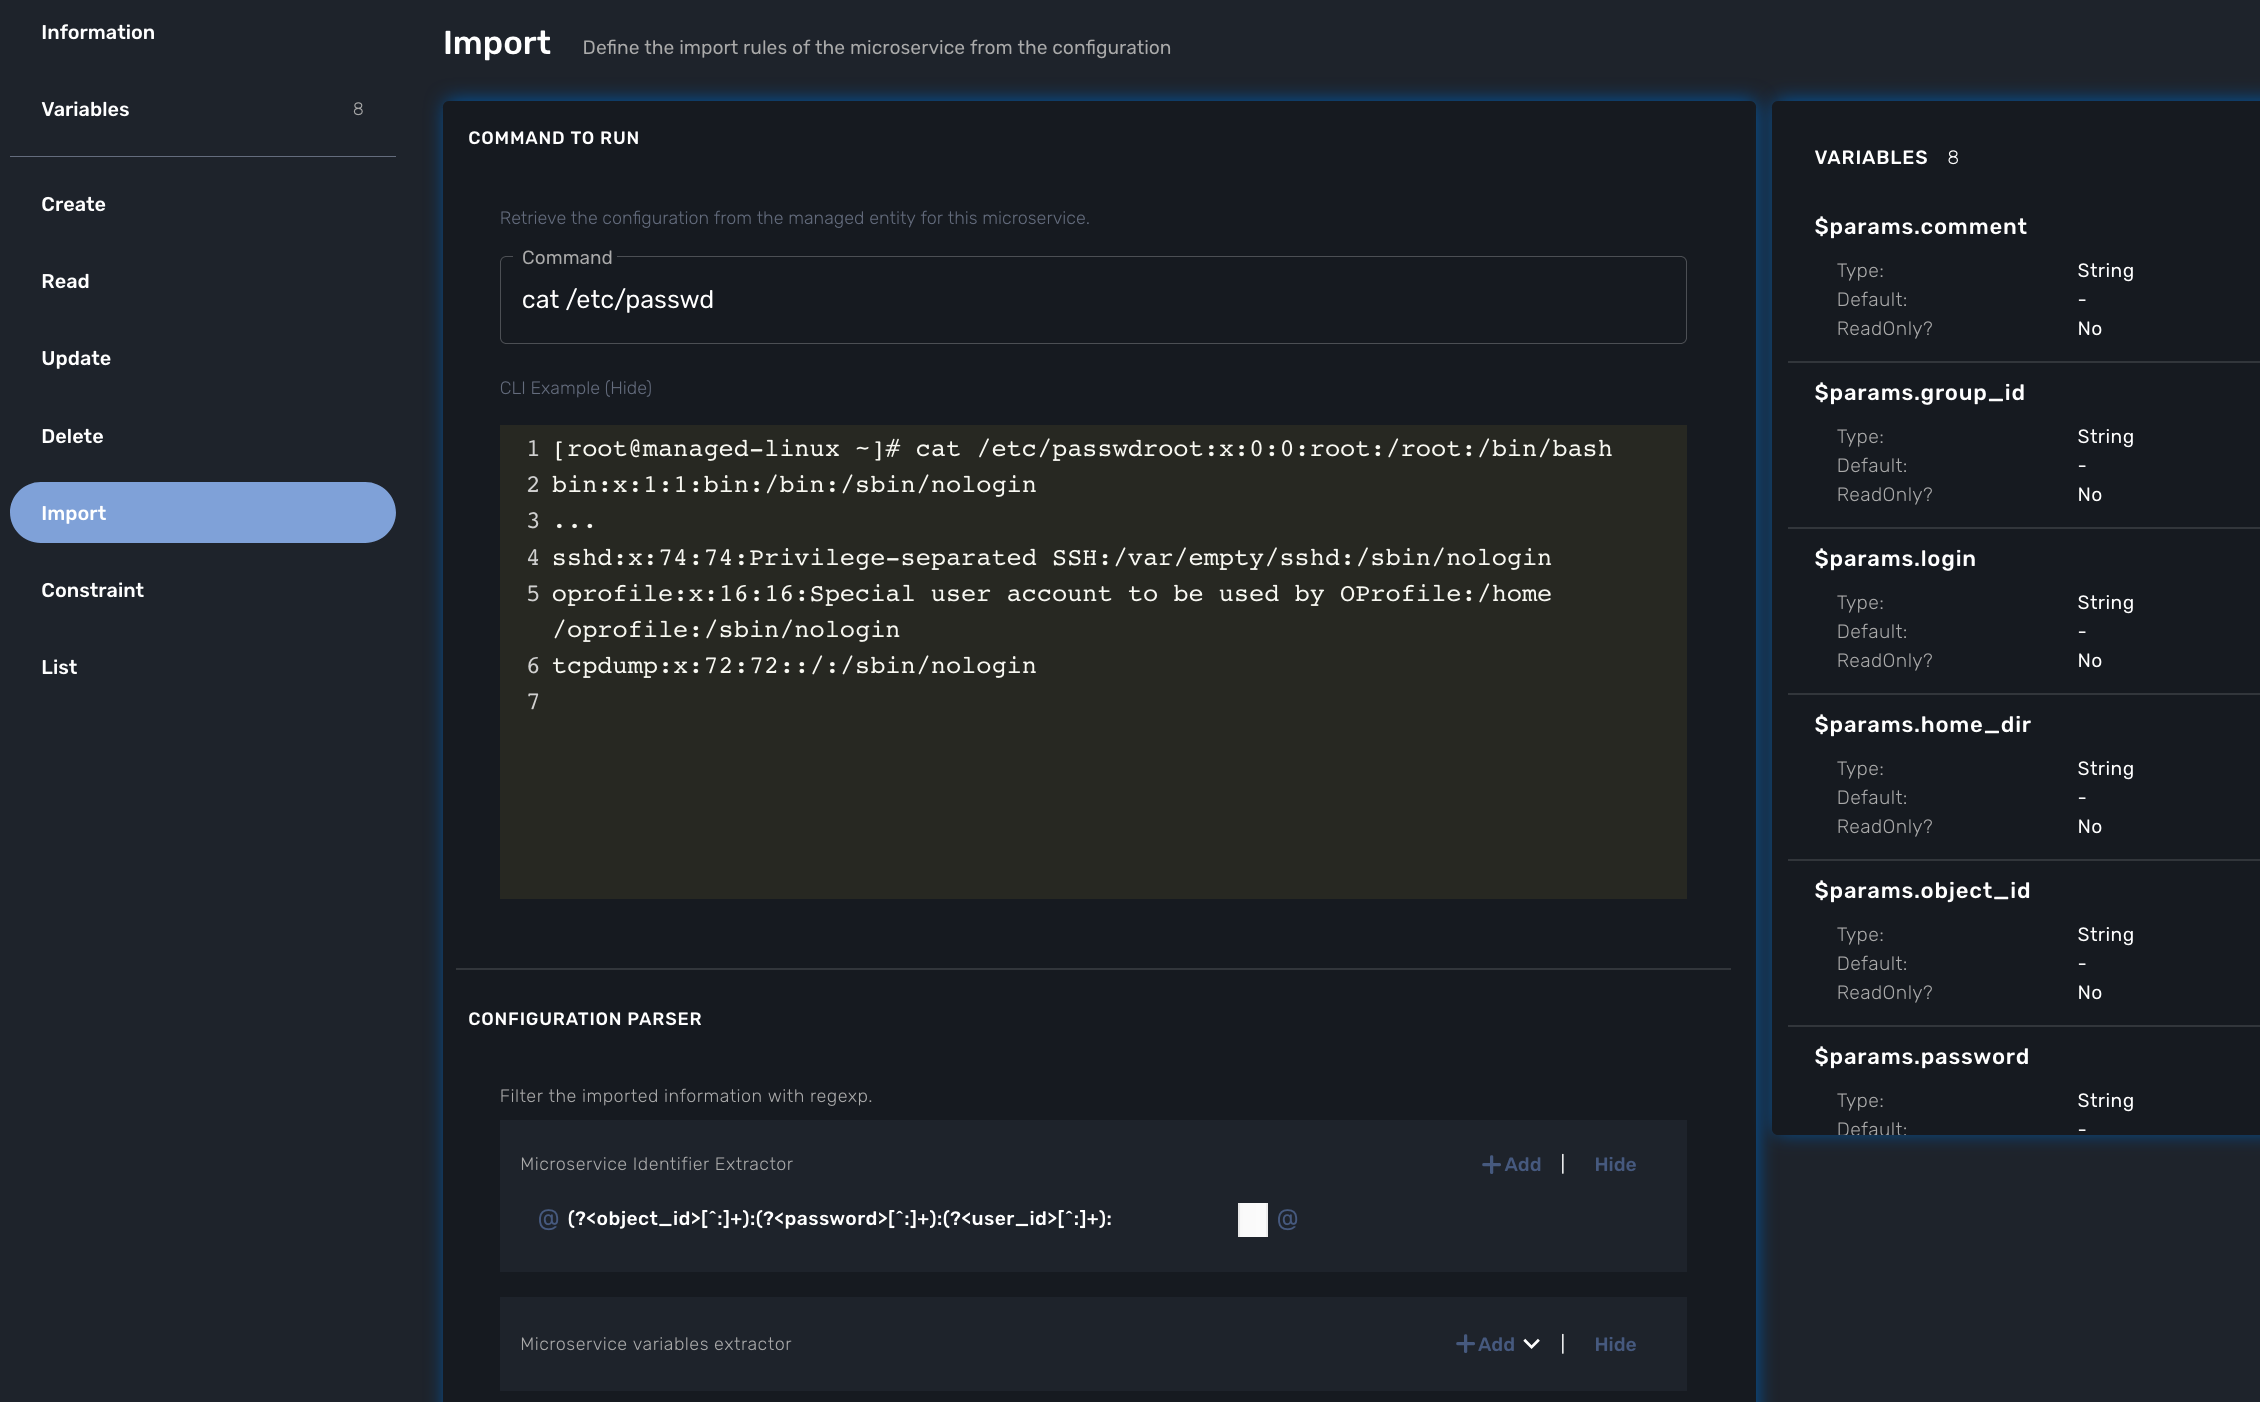 Information
Variables 8
Create
Read
Update
Delete
Import
Constraint
List
Import Define the import rules of the microservice from the configuration
COMMAND TO RUN
Retrieve the configuration from the managed entity for this microservice.
Command
cat /etc/passwd
CLI Example (Hide)
1 [root@managed-linux ~]# cat /etc/passwdroot:x:0:0:root:/root:/bin/bash
2 bin:x:1:1:bin:/bin:/sbin/nologin
3 ...
4 sshd:x:74:74:Privilege-separated SSH:/var/empty/sshd:/sbin/nologin
5 oprofile:x:16:16:Special user account to be used by OProfile:/home
/oprofile:/sbin/nologin
6 tcpdump:x:72:72::/:/sbin/nologin
7
CONFIGURATION PARSER
Filter the imported information with regexp.
Microservice Identifier Extractor +Add | Hide
@ (?<object_id>[^:]+):(?<password>[^:]+):(?<user_id>[^:]+): @
Microservice variables extractor +Add | Hide
VARIABLES 8
$params.comment
Type: String
Default: -
ReadOnly? No
$params.group_id
Type: String
Default: -
ReadOnly? No
$params.login
Type: String
Default: -
ReadOnly? No
$params.home_dir
Type: String
Default: -
ReadOnly? No
$params.object_id
Type: String
Default: -
ReadOnly? No
$params.password
Type: String
Default: -